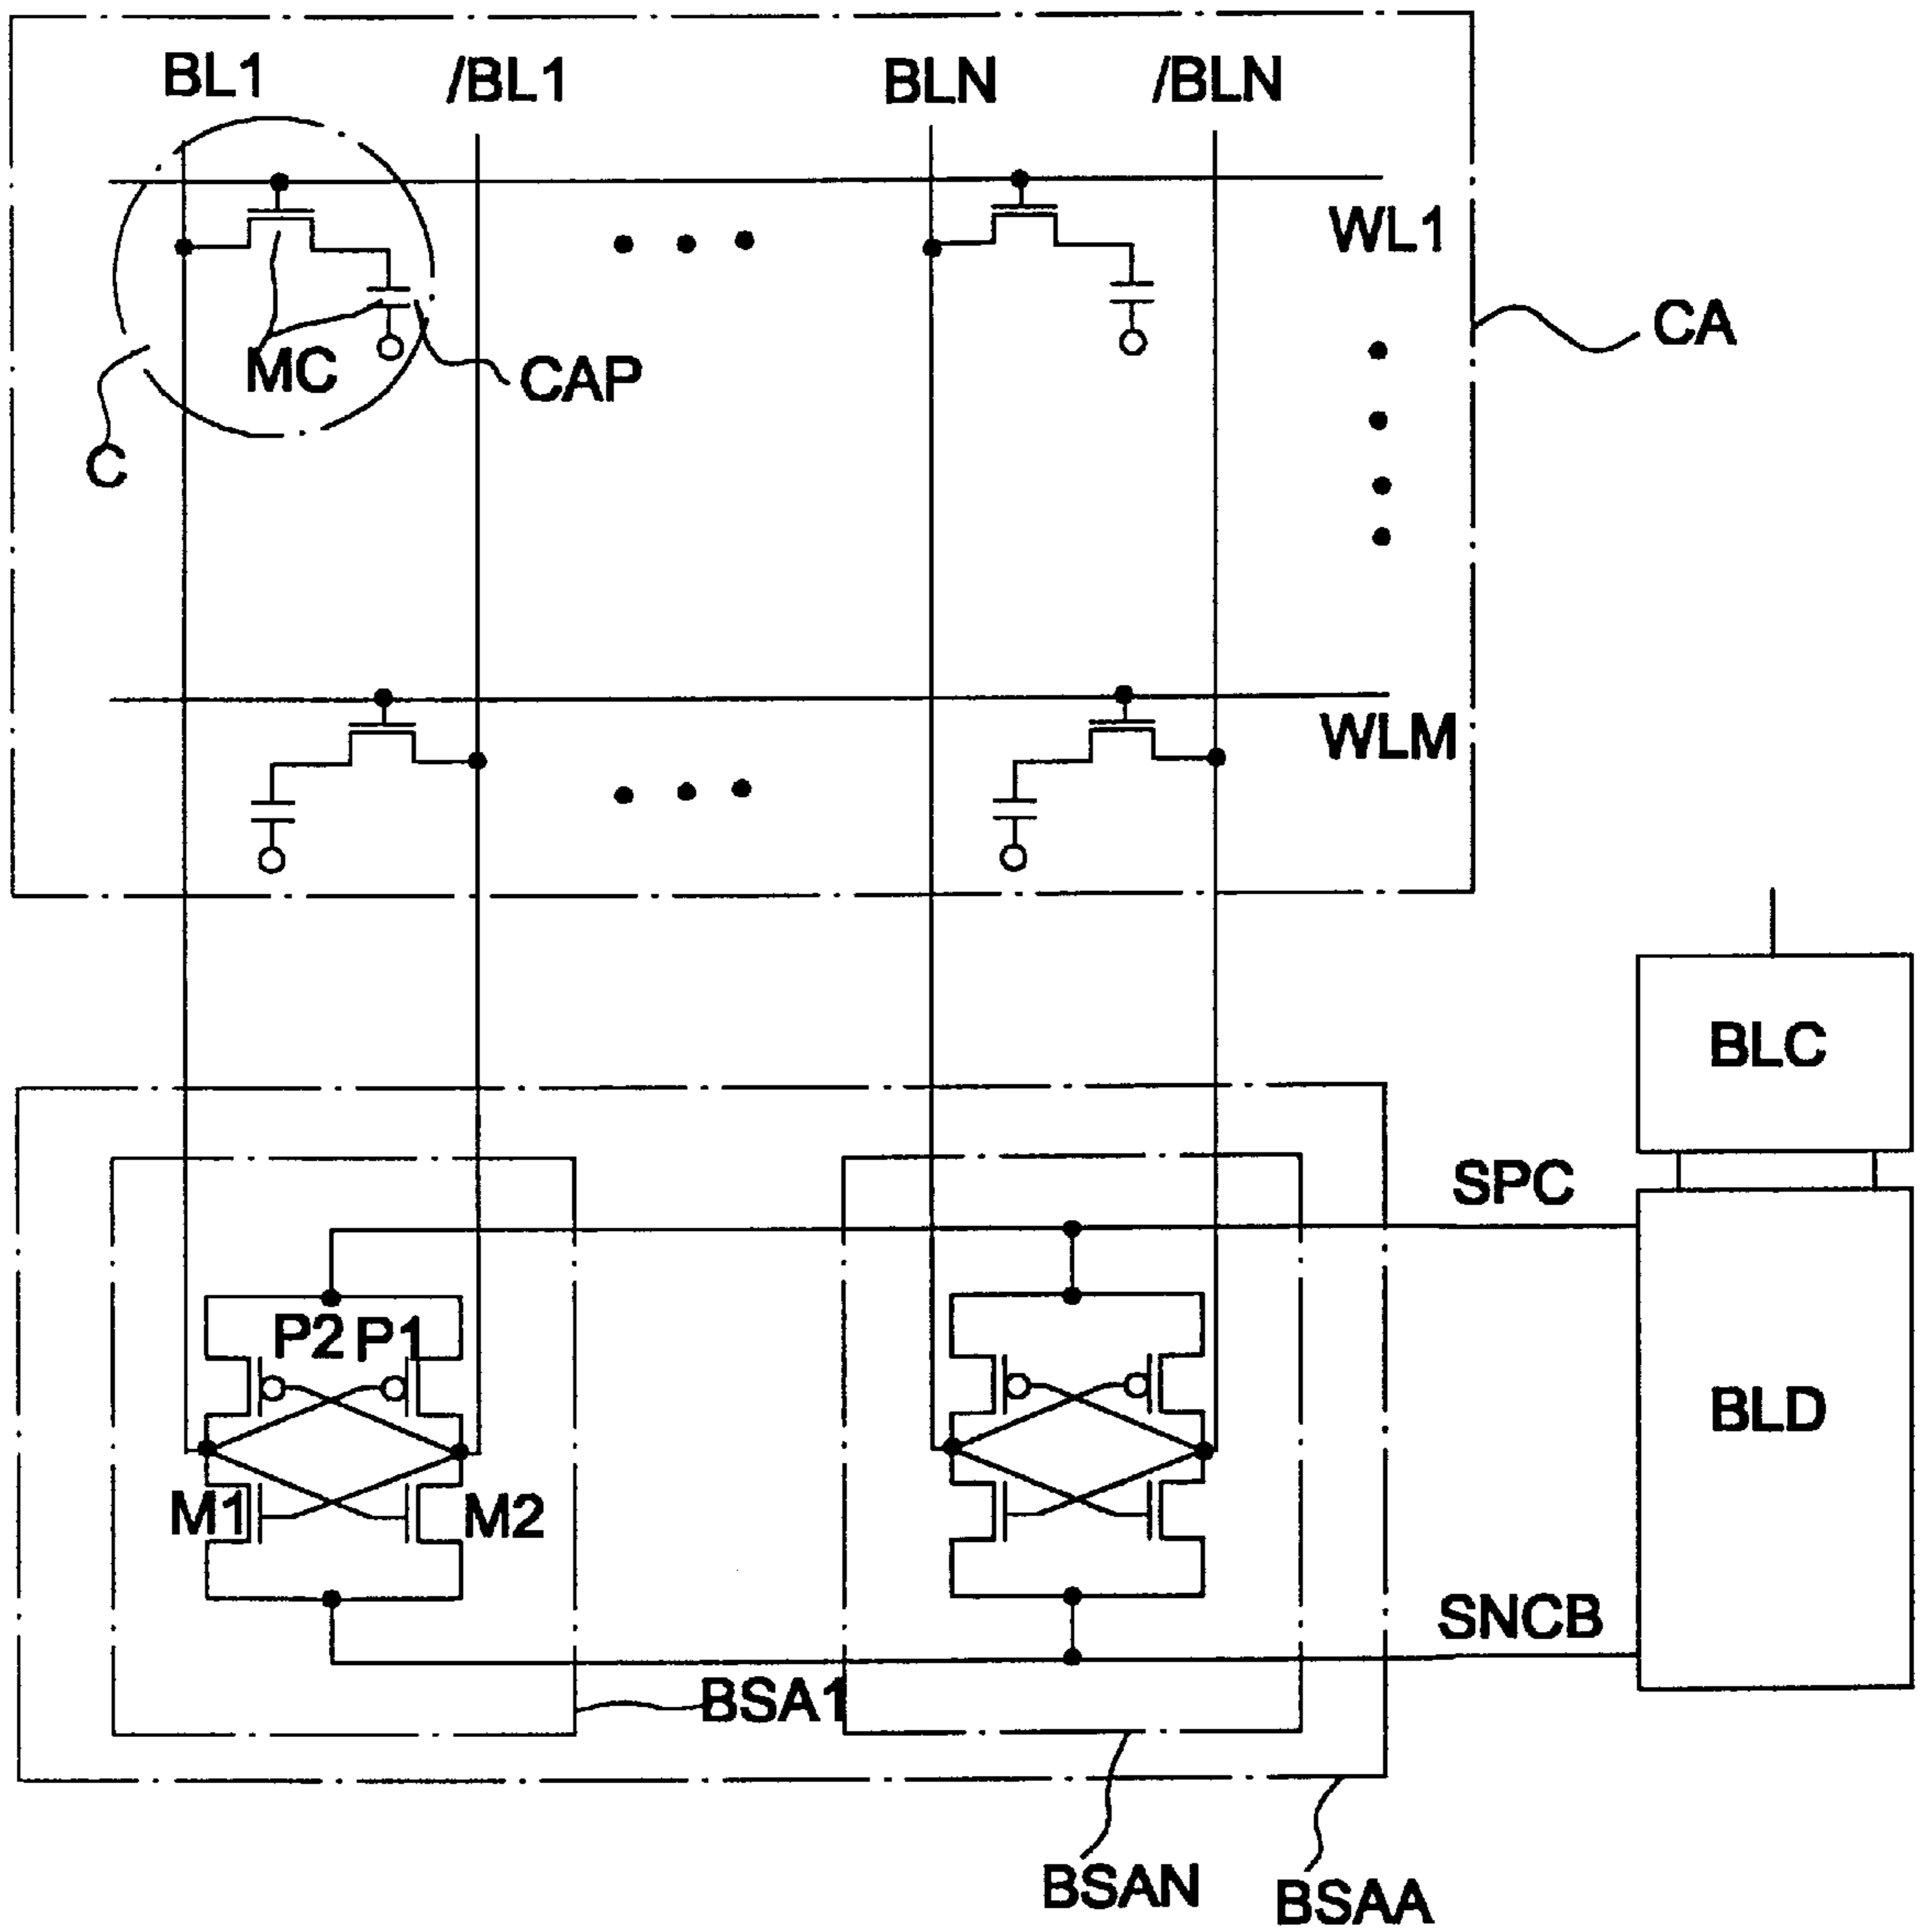 BL1
/BL1
BLN
/BLN
WL1
CA
MC
CAP
C
WLM
BLC
SPC
P2
P1
BLD
M1
M2
SNCB
BSA1
BSAN
BSAA